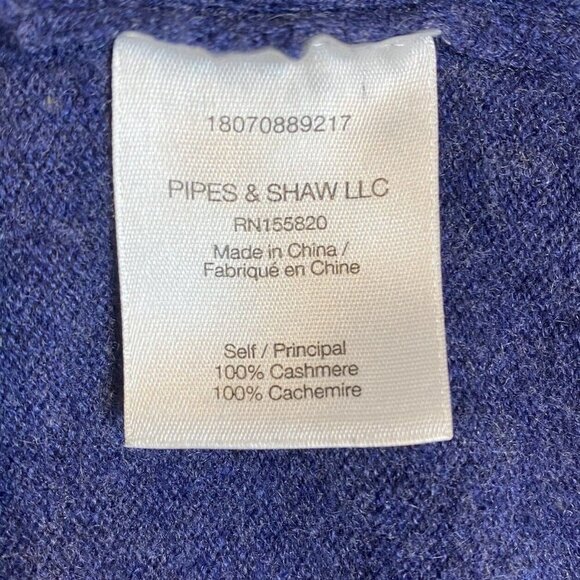 18070889217
PIPES & SHAW LLC
RN155820
Made in China /
Fabriqué en Chine
Self / Principal
100% Cashmere
100% Cachemire